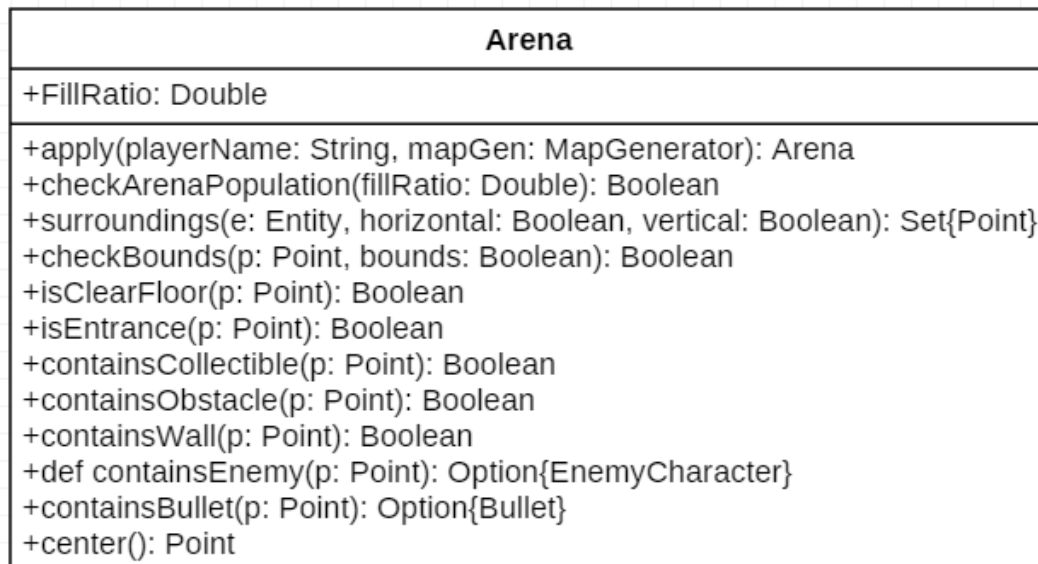 Arena
+FillRatio: Double
+apply(playerName: String, mapGen: MapGenerator): Arena
+checkArenaPopulation(fillRatio: Double): Boolean
+surroundings(e: Entity, horizontal: Boolean, vertical: Boolean): Set{Point}
+checkBounds(p: Point, bounds: Boolean): Boolean
+isClearFloor(p: Point): Boolean
+isEntrance(p: Point): Boolean
+containsCollectible(p: Point): Boolean
+containsObstacle(p: Point): Boolean
+containsWall(p: Point): Boolean
+def containsEnemy(p: Point): Option{EnemyCharacter}
+containsBullet(p: Point): Option{Bullet}
+center(): Point